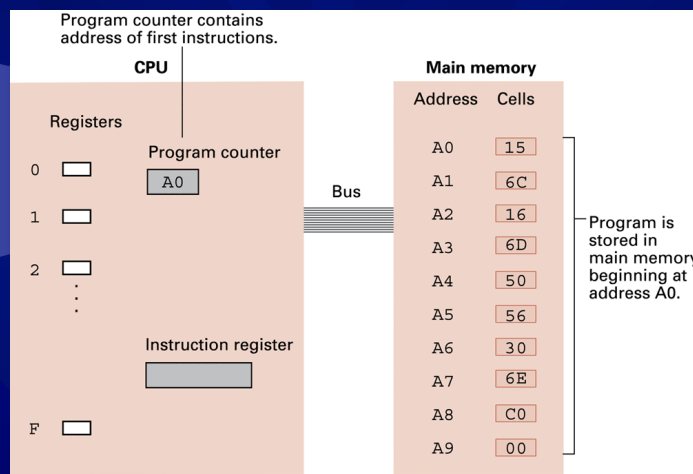 Program counter contains
address of first instructions.
CPU
Registers
Program counter
0
A0
1
2
Instruction register
F
Bus
Main memory
Address Cells
A0 15
A1 6C
A2 16
A3 6D
A4 50
A5 56
A6 30
A7 6E
A8 C0
A9 00
Program is
stored in
main memory
beginning at
address A0.